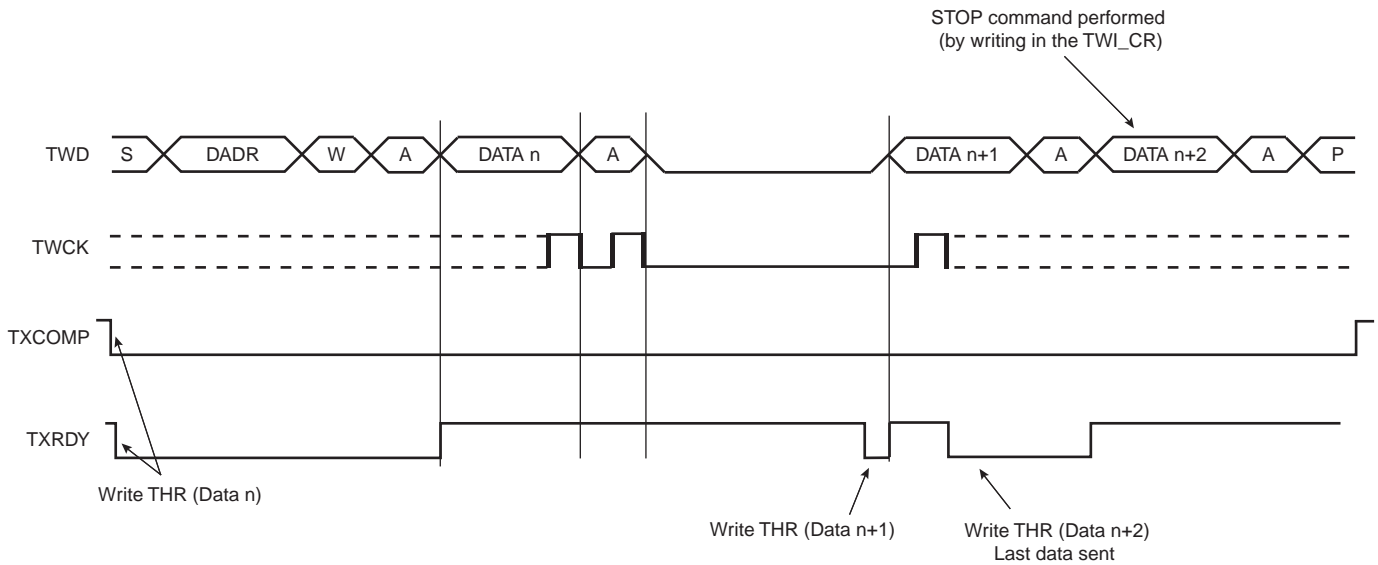 STOP command performed
(by writing in the TWI_CR)
TWD S DADR W A DATA n A DATA n+1 A DATA n+2 A P
TWCK
TXCOMP
TXRDY
Write THR (Data n)
Write THR (Data n+1)
Write THR (Data n+2)
Last data sent